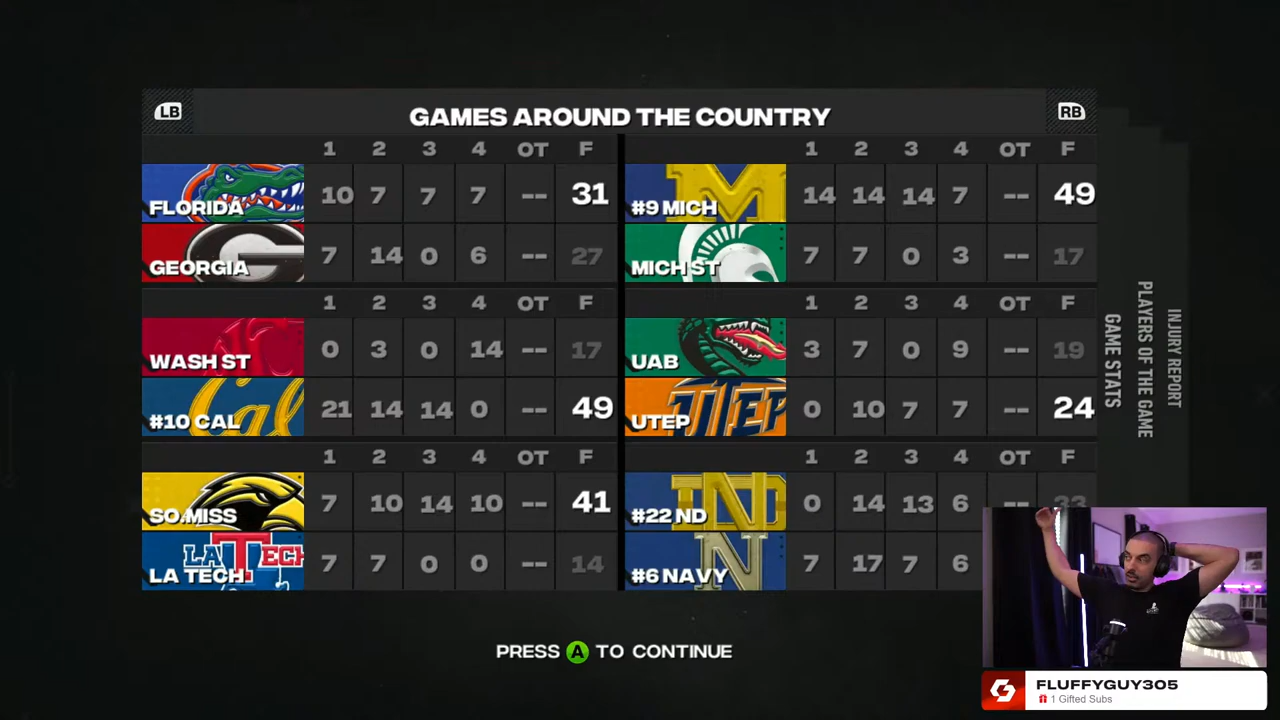 LB
GAMES AROUND THE COUNTRY
RB
1 2 3 4 OT F
FLORIDA 10 7 7 7 -- 31
GEORGIA 7 14 0 6 -- 27
1 2 3 4 OT F
WASH ST 0 3 0 14 -- 17
#10 CAL 21 14 14 0 -- 49
1 2 3 4 OT F
SO.MISS 7 10 14 10 -- 41
LA TECH 7 7 0 0 -- 14
1 2 3 4 OT F
#9 MICH 14 14 14 7 -- 49
MICH ST 7 7 0 3 -- 17
1 2 3 4 OT F
UAB 3 7 0 9 -- 19
UTEP 0 10 7 7 -- 24
1 2 3 4 OT F
#22 ND 0 14 13 6 -- 33
#6 NAVY 7 17 7 6
GAME STATS
PLAYERS OF THE GAME
INJURY REPORT
PRESS A TO CONTINUE
FLUFFYGUY305
1 Gifted Subs